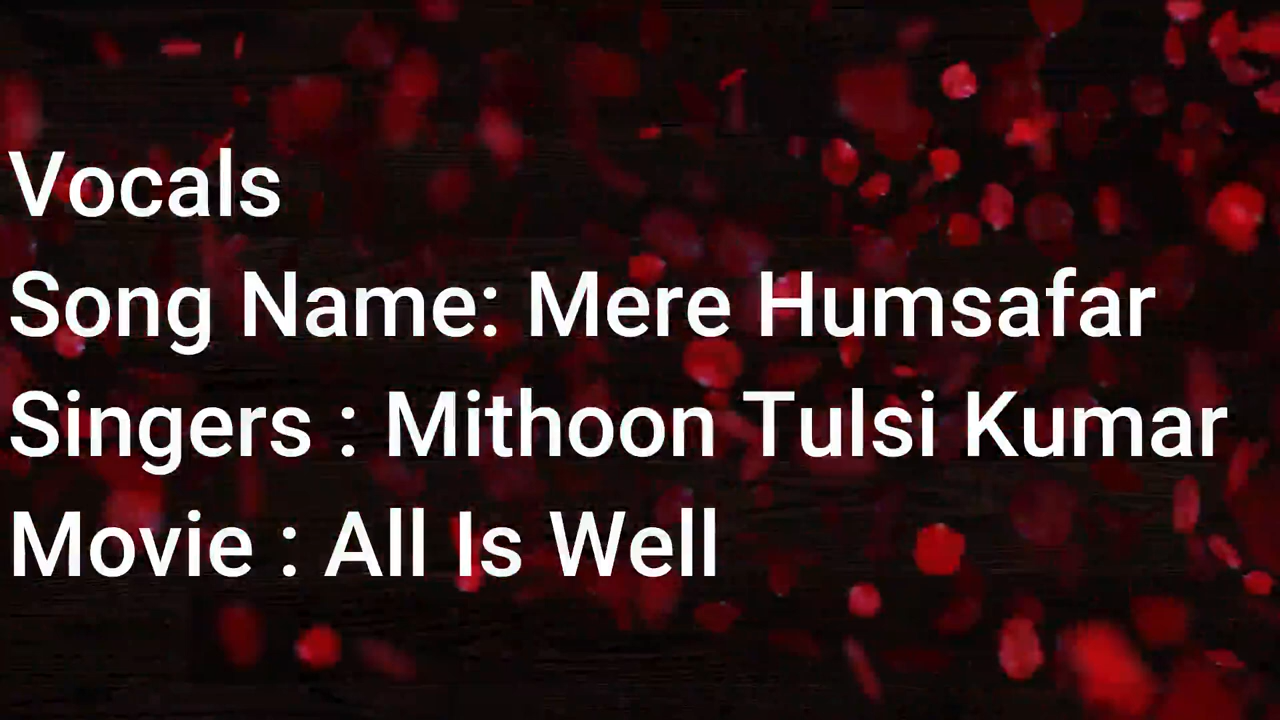 Vocals
Song Name: Mere Humsafar
Singers : Mithoon Tulsi Kumar
Movie : All Is Well